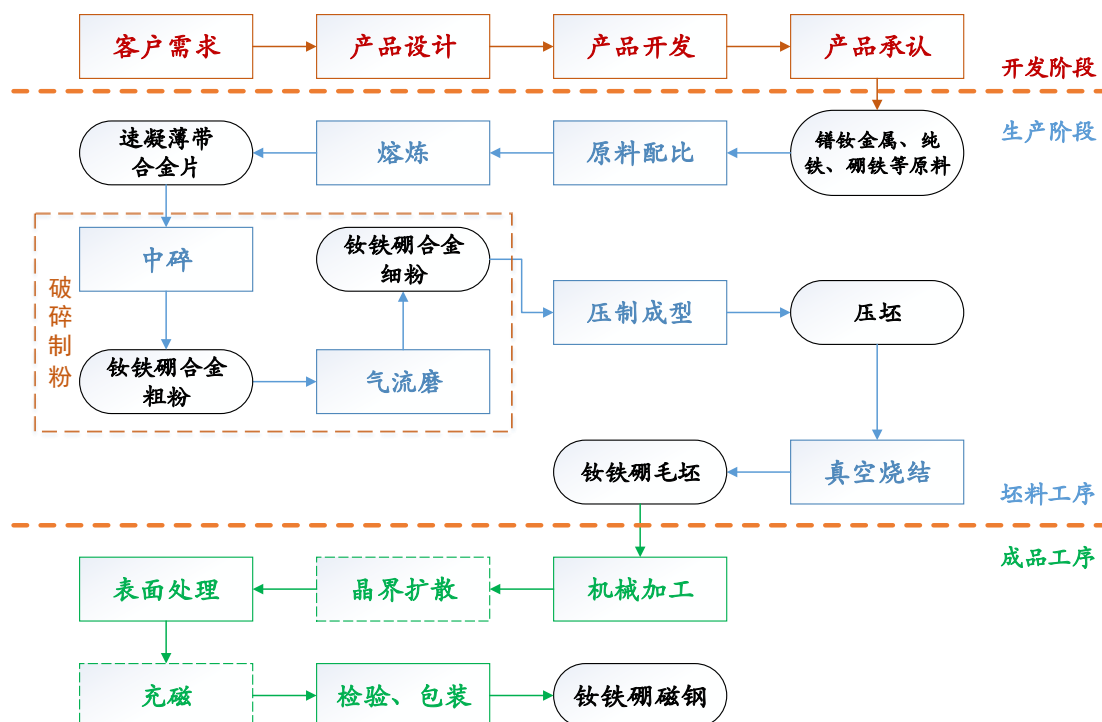 客户需求
产品设计
产品开发
产品承认
开发阶段
生产阶段
镨钕金属、纯
铁、硼铁等原料
原料配比
熔炼
速凝薄带
合金片
破碎制粉
中碎
钕铁硼合金
粗粉
气流磨
钕铁硼合金
细粉
压制成型
压坯
真空烧结
钕铁硼毛坯
坯料工序
成品工序
机械加工
晶界扩散
表面处理
充磁
检验、包装
钕铁硼磁钢